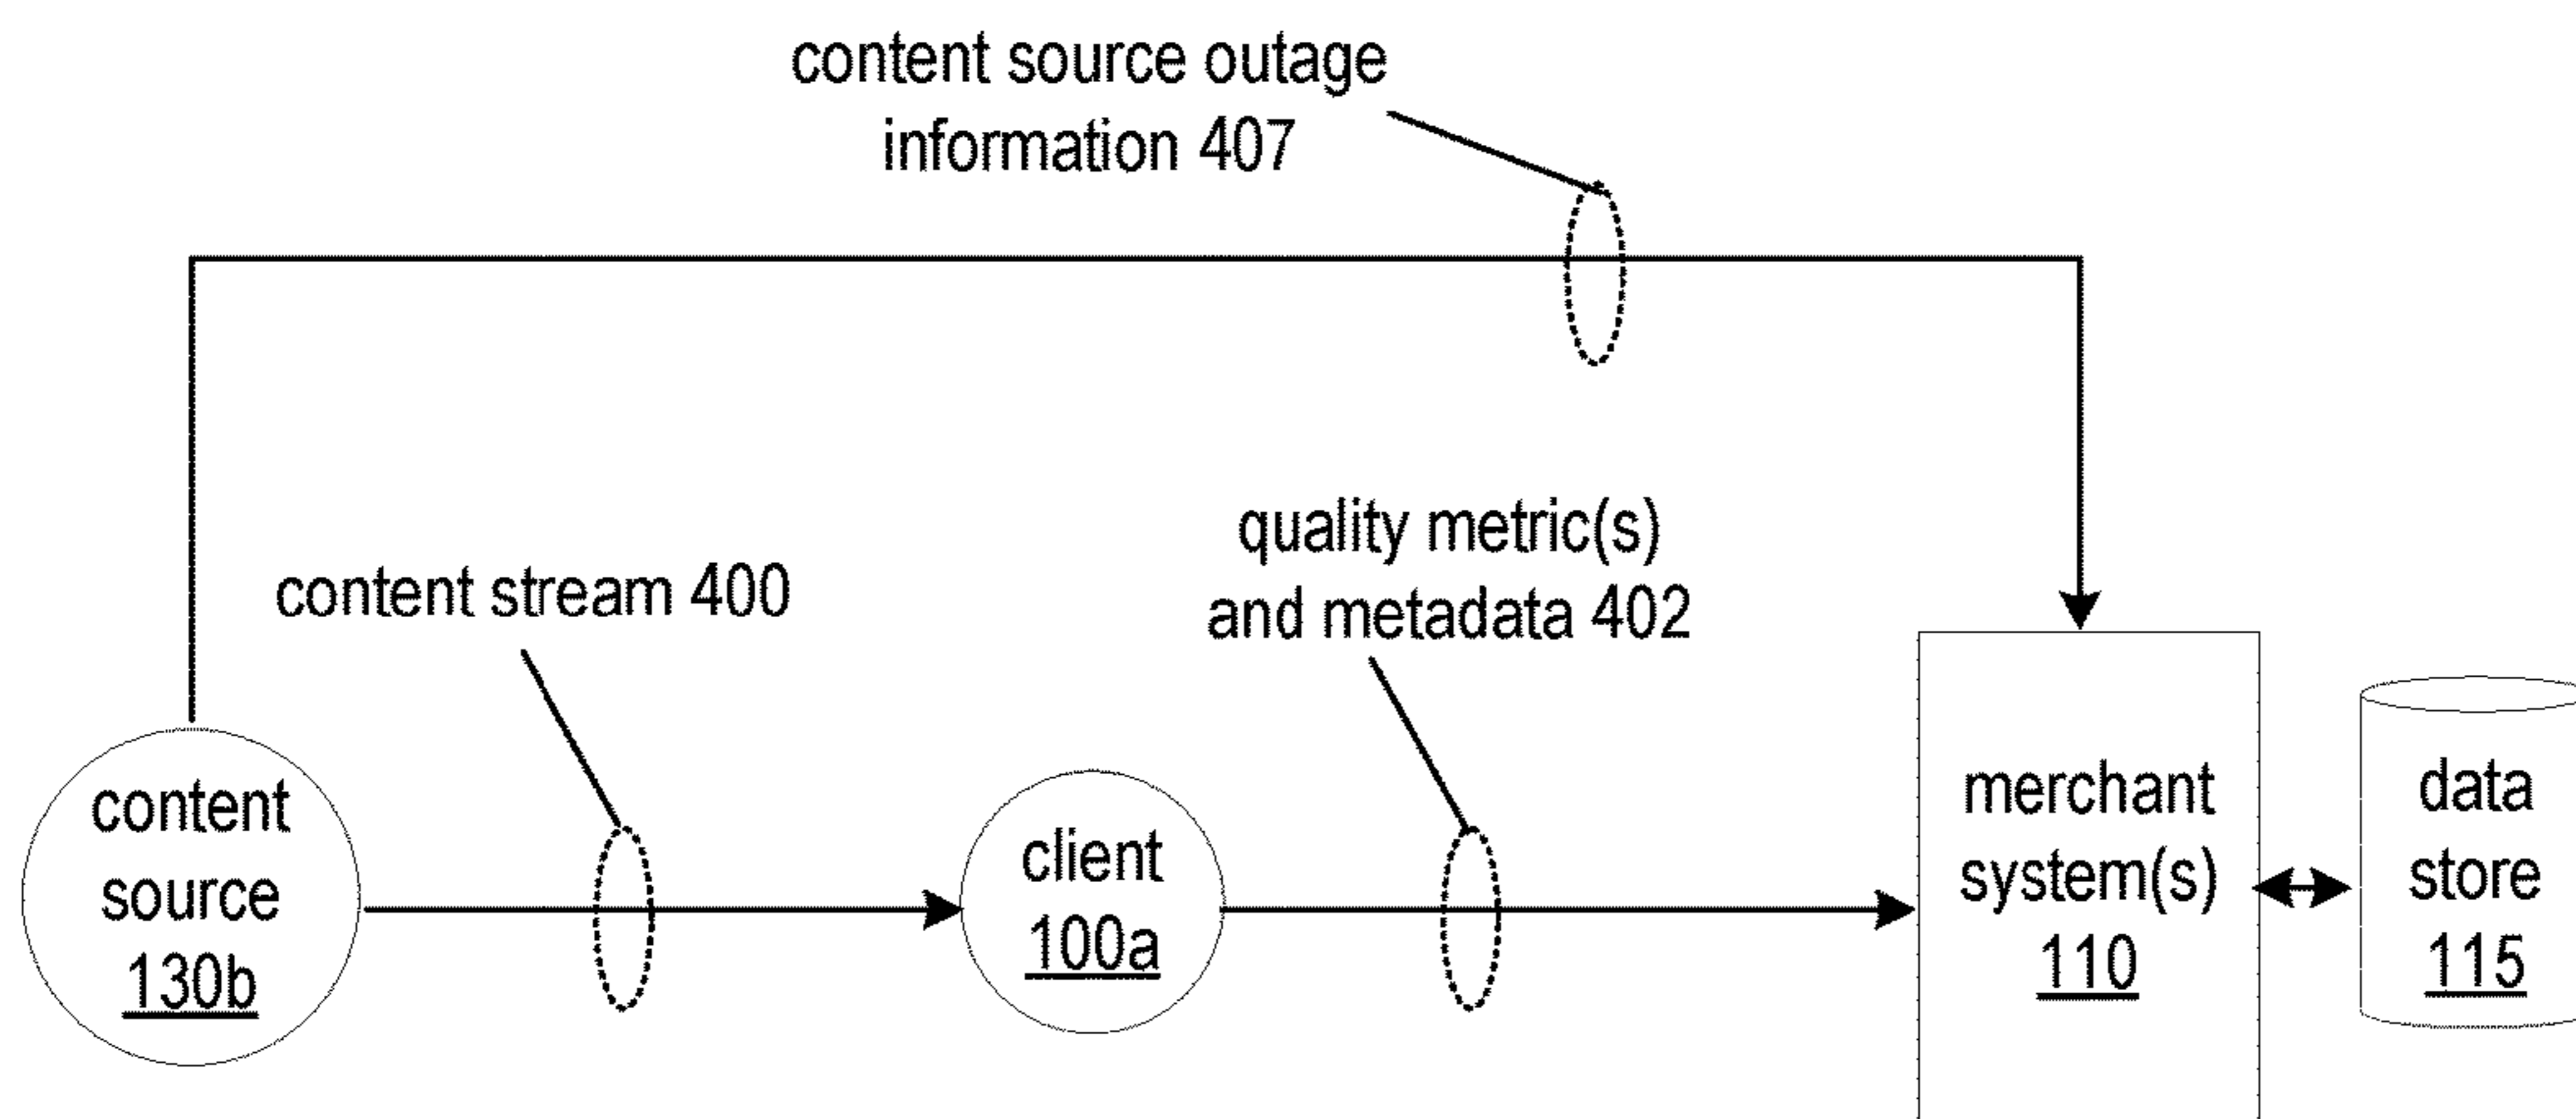 content source outage
information 407
quality metric(s)
and metadata 402
content stream 400
content
source
130b
client
100a
merchant
system(s)
110
data
store
115